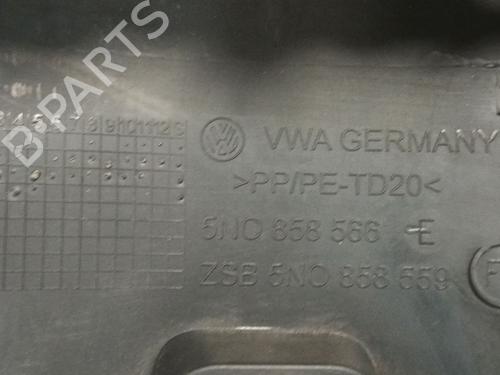 VWA GERMANY
>PP/PE-TD20<
5N0 858 566 E
ZSB 5N0 858 559
B-PARTS